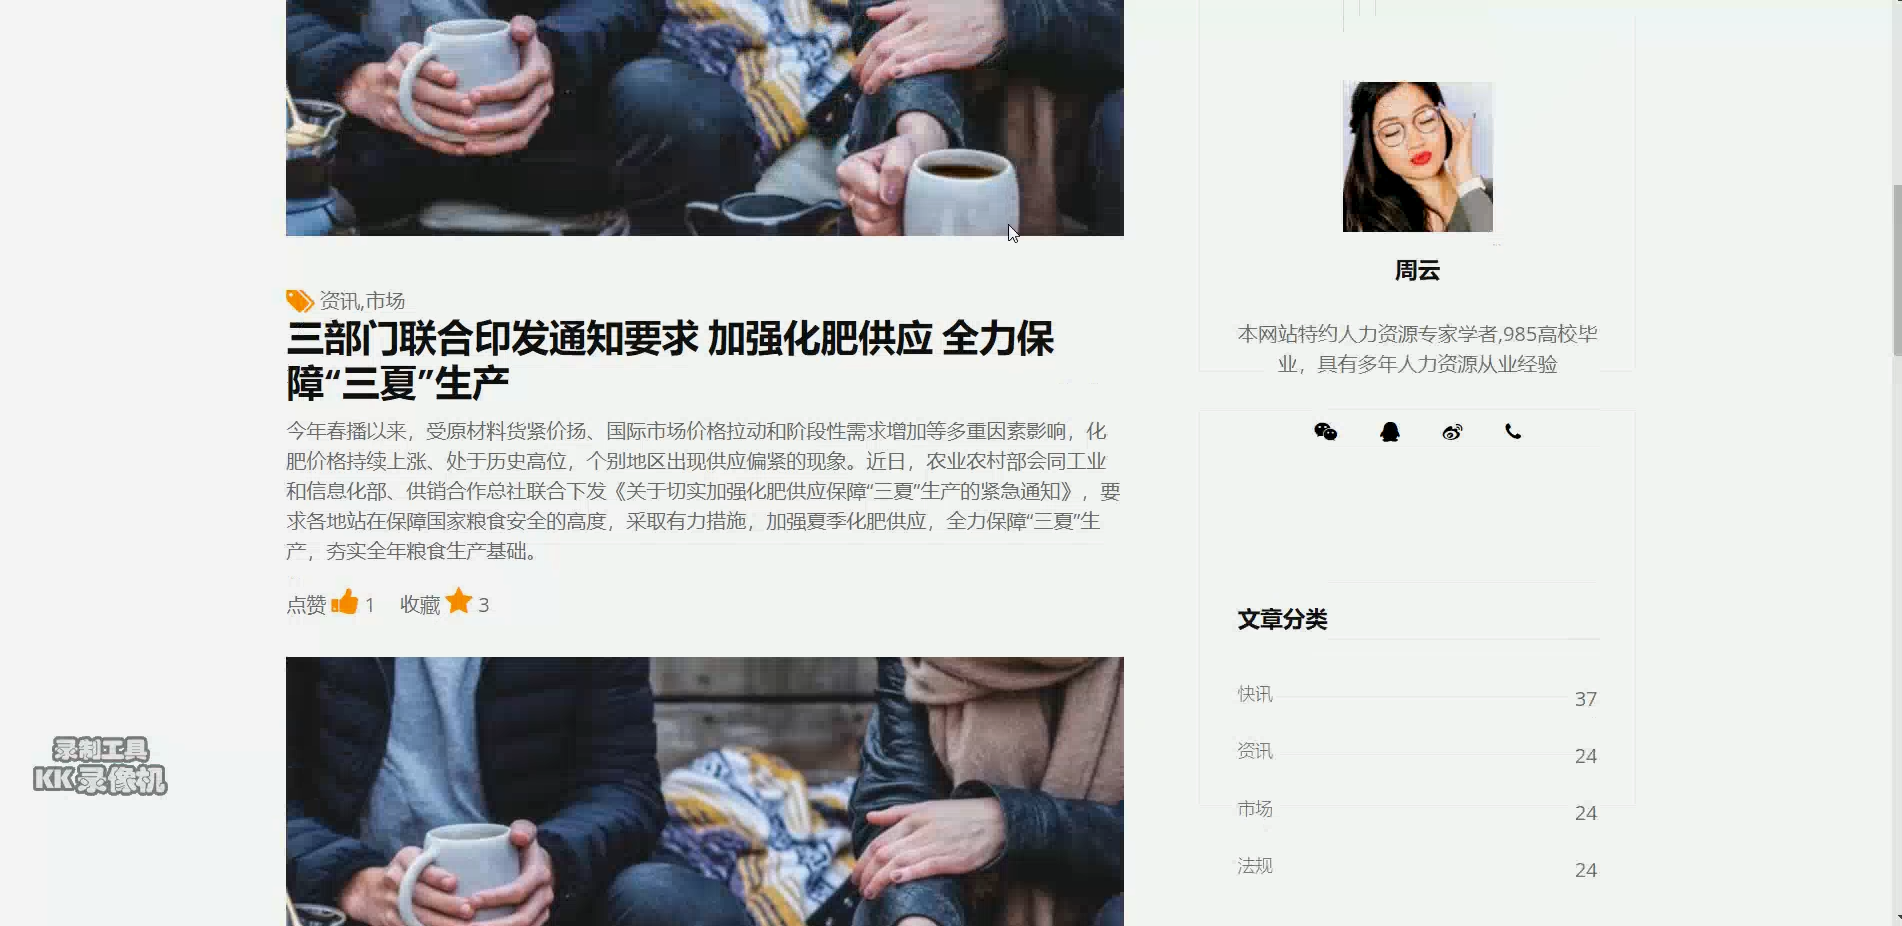 资讯,市场
三部门联合印发通知要求 加强化肥供应 全力保
障“三夏”生产
今年春播以来，受原材料货紧价扬、国际市场价格拉动和阶段性需求增加等多重因素影响，化
肥价格持续上涨、处于历史高位，个别地区出现供应偏紧的现象。近日，农业农村部会同工业
和信息化部、供销合作总社联合下发《关于切实加强化肥供应保障“三夏”生产的紧急通知》，要
求各地站在保障国家粮食安全的高度，采取有力措施，加强夏季化肥供应，全力保障“三夏”生
产，夯实全年粮食生产基础。
点赞 1 收藏 3
周云
本网站特约人力资源专家学者,985高校毕
业，具有多年人力资源从业经验
文章分类
快讯 37
资讯 24
市场 24
法规 24
录制工具
KK录像机